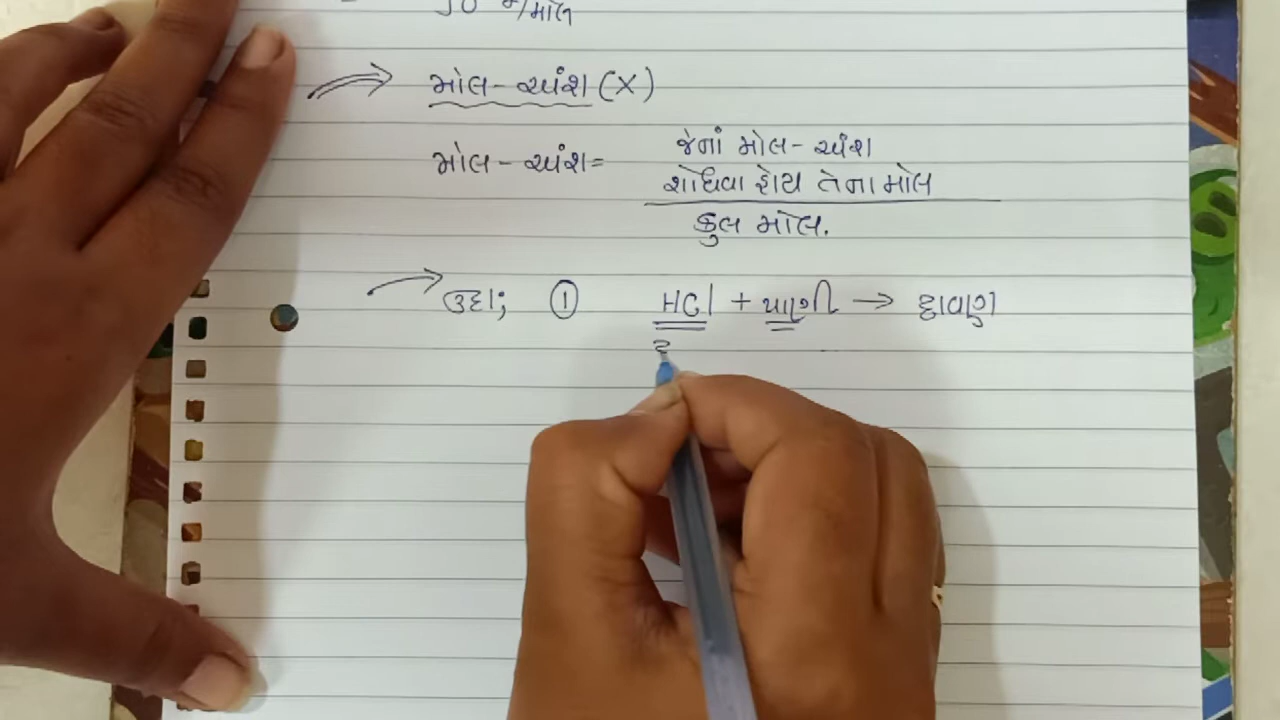 મોલ-અંશ (X)
મોલ-અંશ =
જેનાં મોલ-અંશ
શોધવા હોય તેના મોલ
કુલ મોલ.
ઉદા; ① HCl + પાણી → દ્રાવણ